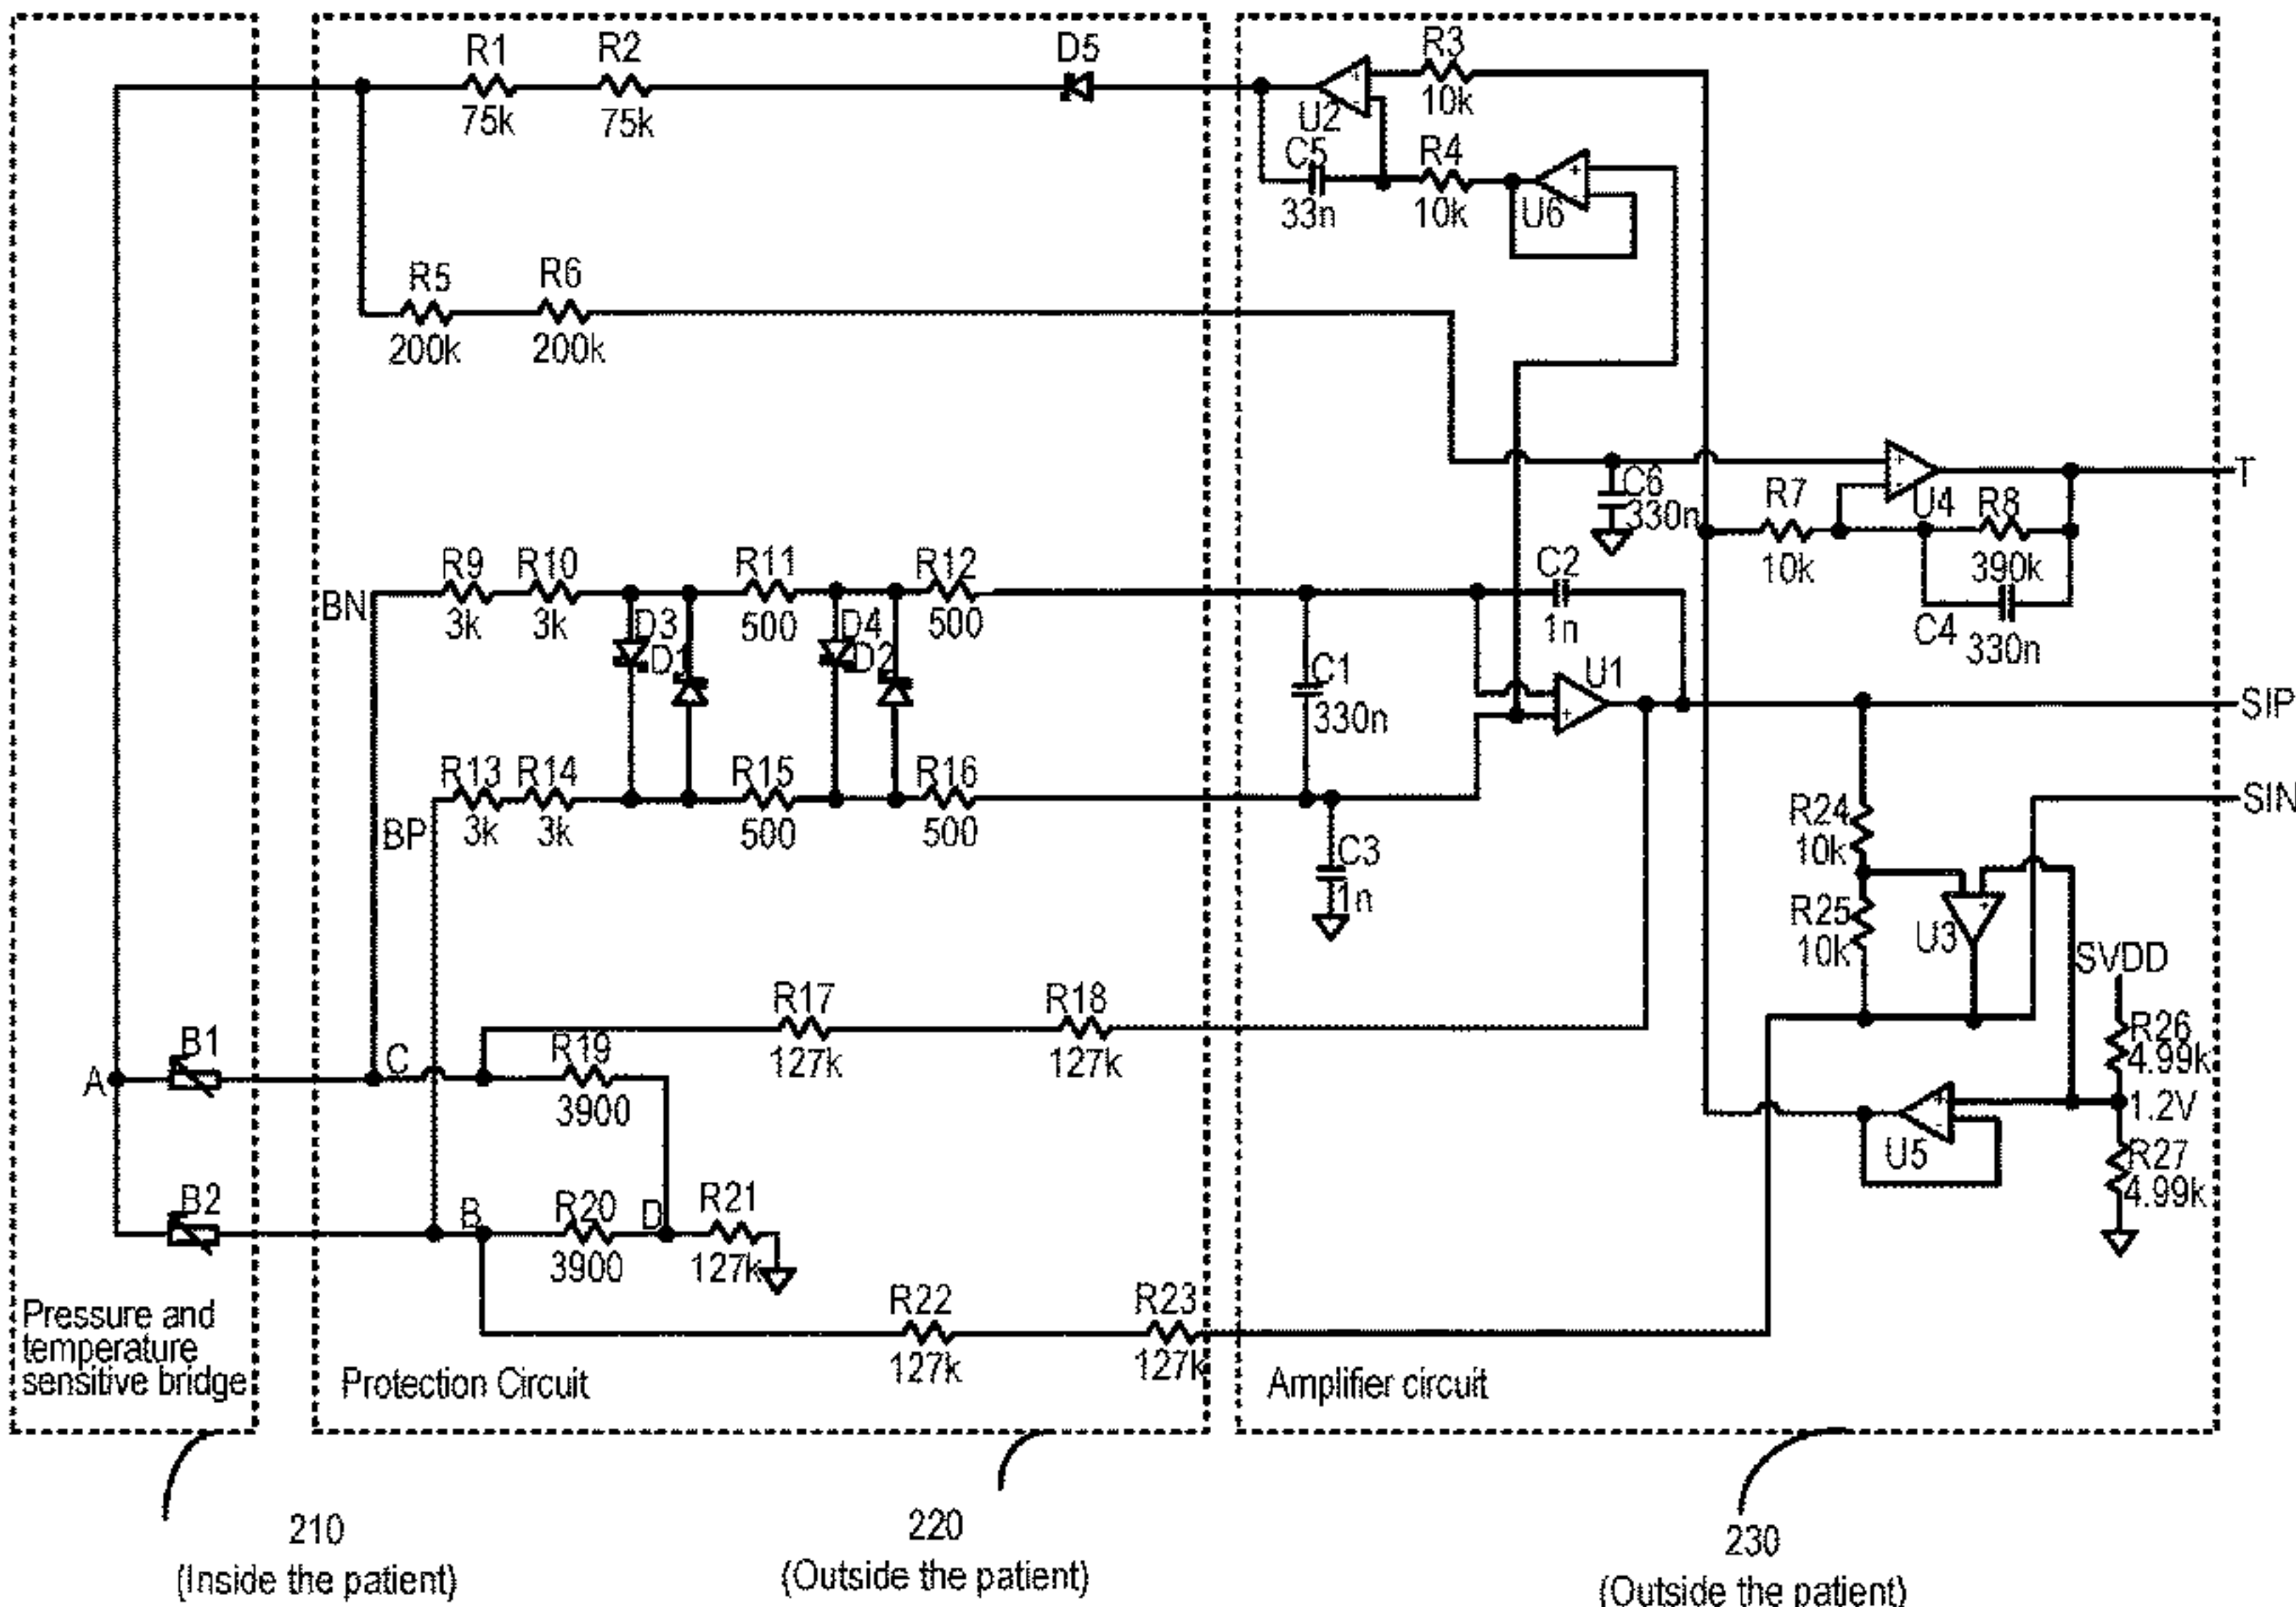 R1
75k
R2
75k
D5
U2
R3
10k
C5
33n
R4
10k
U6
R5
200k
R6
200k
C6
330n
U4
T
R7
10k
R8
390k
C4
330n
BN
R9
3k
R10
3k
D3
D1
R11
500
D4
D2
R12
500
C2
1n
C1
330n
U1
SIP
SIN
BP
R13
3k
R14
3k
R15
500
R16
500
C3
1n
R24
10k
R25
10k
U3
SVDD
R26
4.99k
1.2V
R27
4.99k
U5
R17
127k
R18
127k
A
B1
C
R19
3900
B2
B
R20
3900
D
R21
127k
R22
127k
R23
127k
Pressure and
temperature
sensitive bridge
Protection Circuit
Amplifier circuit
210
(Inside the patient)
220
(Outside the patient)
230
(Outside the patient)